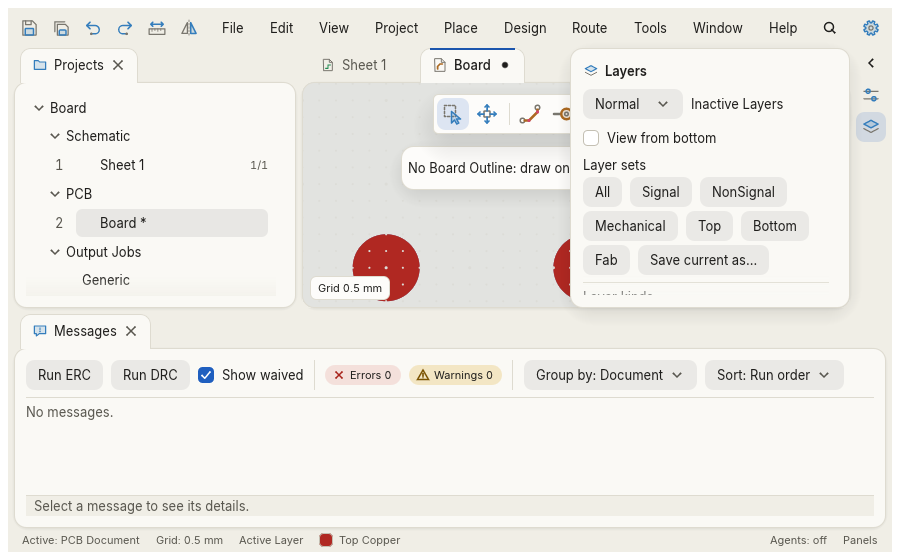 File Edit View Project Place Design Route Tools Window Help
Projects
Sheet 1
Board
Board
Schematic
1 Sheet 1 1/1
PCB
2 Board *
Output Jobs
Generic
No Board Outline: draw on
Grid 0.5 mm
Layers
Normal Inactive Layers
View from bottom
Layer sets
All Signal NonSignal
Mechanical Top Bottom
Fab Save current as...
Layer kinds
Messages
Run ERC Run DRC Show waived Errors 0 Warnings 0 Group by: Document Sort: Run order
No messages.
Select a message to see its details.
Active: PCB Document Grid: 0.5 mm Active Layer Top Copper Agents: off Panels